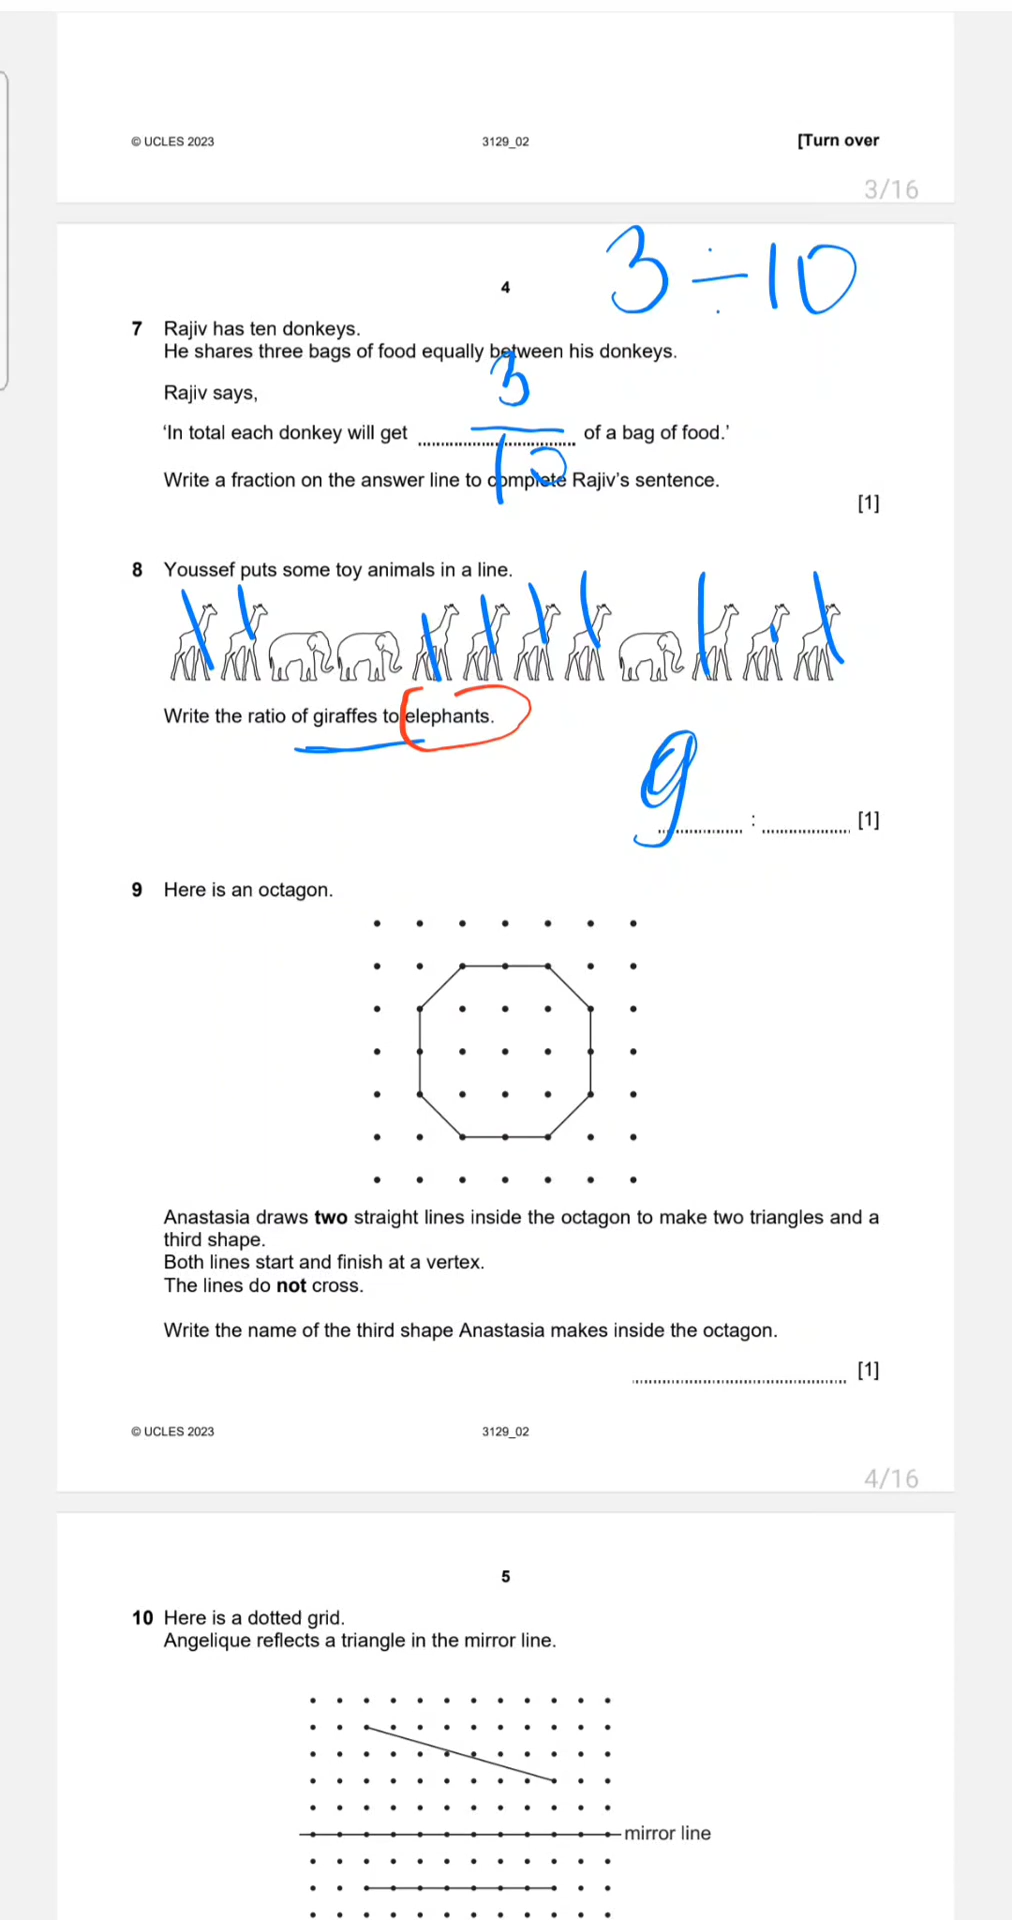 © UCLES 2023 3129_02 [Turn over
3/16
3 ÷ 10
4
7 Rajiv has ten donkeys.
He shares three bags of food equally between his donkeys.
3
Rajiv says,
‘In total each donkey will get ........................... of a bag of food.’
10
Write a fraction on the answer line to complete Rajiv’s sentence.
[1]
8 Youssef puts some toy animals in a line.
Write the ratio of giraffes to elephants.
9
.................... : .................... [1]
9 Here is an octagon.
Anastasia draws two straight lines inside the octagon to make two triangles and a
third shape.
Both lines start and finish at a vertex.
The lines do not cross.
Write the name of the third shape Anastasia makes inside the octagon.
.................................................. [1]
© UCLES 2023 3129_02
4/16
5
10 Here is a dotted grid.
Angelique reflects a triangle in the mirror line.
mirror line